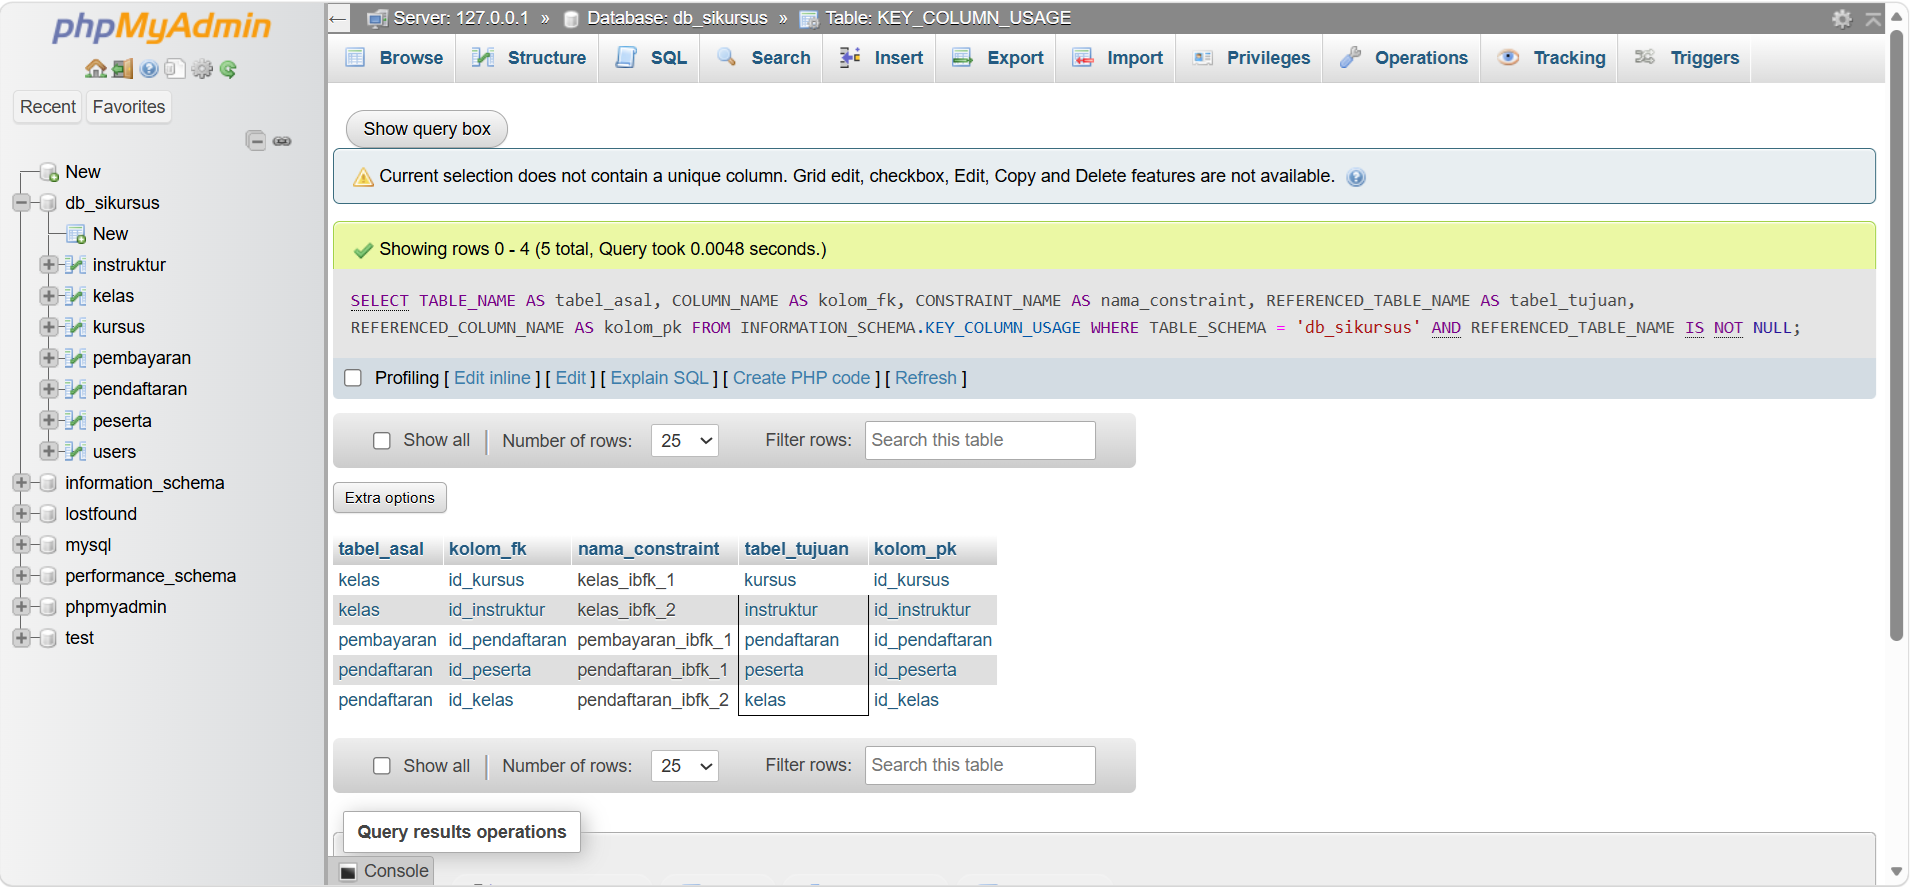 phpMyAdmin
Recent
Favorites
New
db_sikursus
New
instruktur
kelas
kursus
pembayaran
pendaftaran
peserta
users
information_schema
lostfound
mysql
performance_schema
phpmyadmin
test
Server: 127.0.0.1 » Database: db_sikursus » Table: KEY_COLUMN_USAGE
Browse Structure SQL Search Insert Export Import Privileges Operations Tracking Triggers
Show query box
Current selection does not contain a unique column. Grid edit, checkbox, Edit, Copy and Delete features are not available.
Showing rows 0 - 4 (5 total, Query took 0.0048 seconds.)
SELECT TABLE_NAME AS tabel_asal, COLUMN_NAME AS kolom_fk, CONSTRAINT_NAME AS nama_constraint, REFERENCED_TABLE_NAME AS tabel_tujuan,
REFERENCED_COLUMN_NAME AS kolom_pk FROM INFORMATION_SCHEMA.KEY_COLUMN_USAGE WHERE TABLE_SCHEMA = 'db_sikursus' AND REFERENCED_TABLE_NAME IS NOT NULL;
Profiling [ Edit inline ] [ Edit ] [ Explain SQL ] [ Create PHP code ] [ Refresh ]
Show all Number of rows: 25 Filter rows: Search this table
Extra options
tabel_asal kolom_fk nama_constraint tabel_tujuan kolom_pk
kelas id_kursus kelas_ibfk_1 kursus id_kursus
kelas id_instruktur kelas_ibfk_2 instruktur id_instruktur
pembayaran id_pendaftaran pembayaran_ibfk_1 pendaftaran id_pendaftaran
pendaftaran id_peserta pendaftaran_ibfk_1 peserta id_peserta
pendaftaran id_kelas pendaftaran_ibfk_2 kelas id_kelas
Show all Number of rows: 25 Filter rows: Search this table
Query results operations
Console